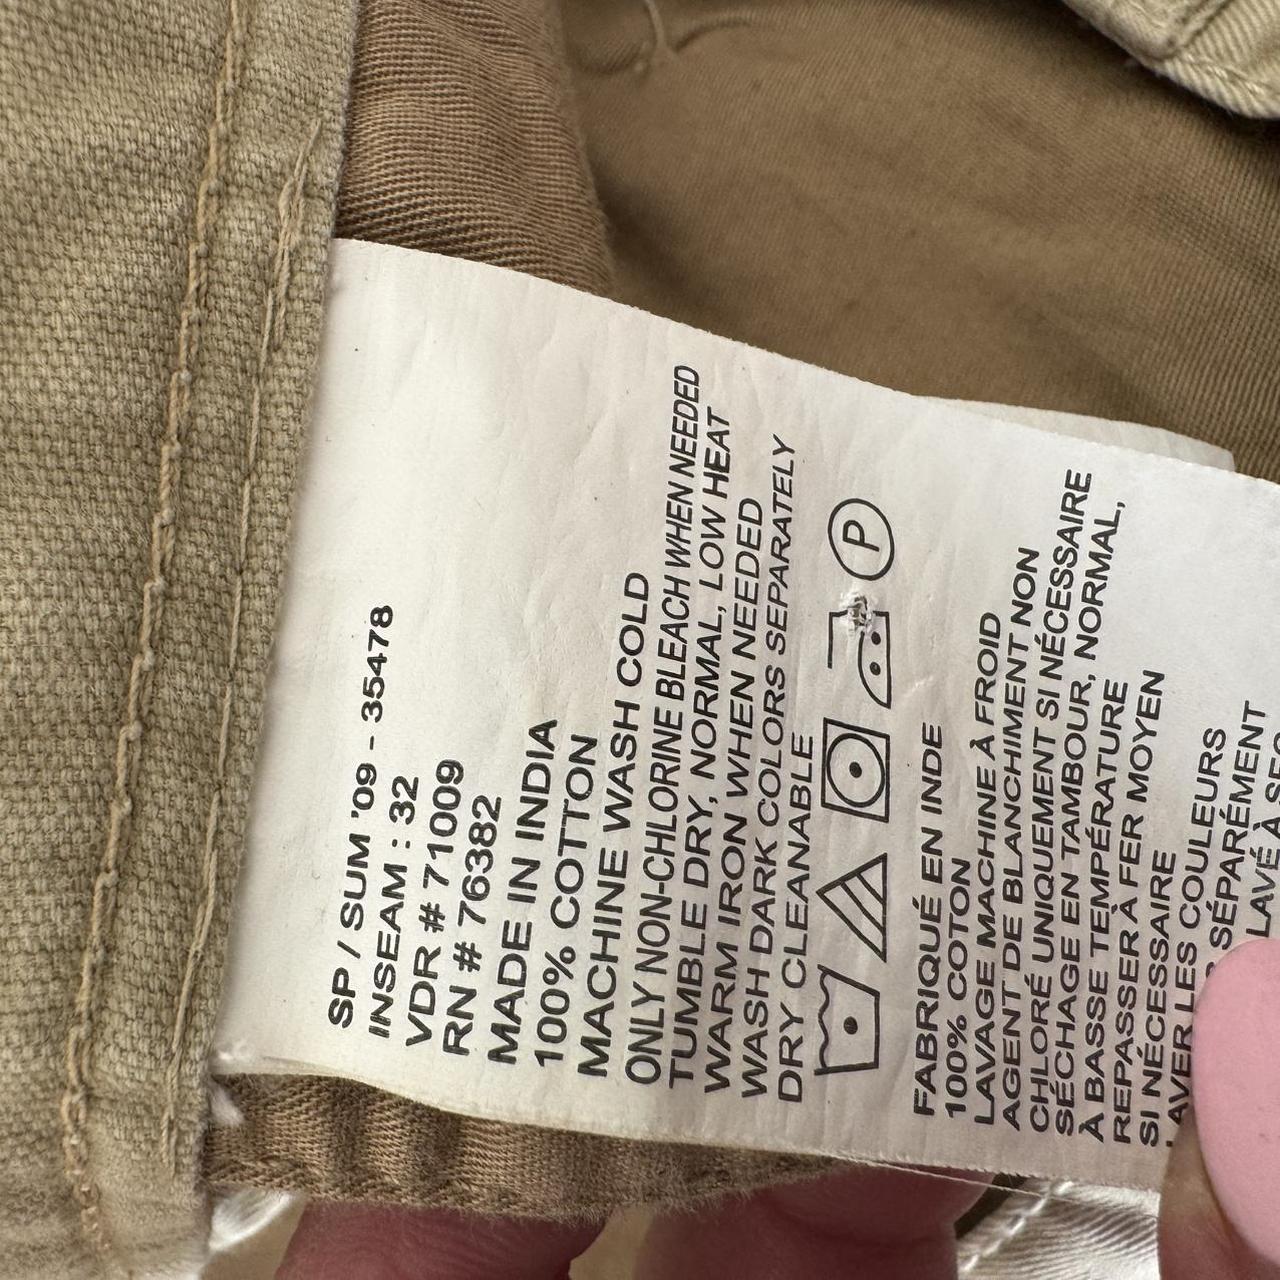 SP / SUM '09 - 35478
INSEAM : 32
VDR # 71009
RN # 76382
MADE IN INDIA
100% COTTON
MACHINE WASH COLD
ONLY NON-CHLORINE BLEACH WHEN NEEDED
TUMBLE DRY, NORMAL, LOW HEAT
WARM IRON WHEN NEEDED
WASH DARK COLORS SEPARATELY
DRY CLEANABLE
P
FABRIQUÉ EN INDE
100% COTON
LAVAGE MACHINE À FROID
AGENT DE BLANCHIMENT NON
CHLORÉ UNIQUEMENT SI NÉCESSAIRE
SÉCHAGE EN TAMBOUR, NORMAL,
À BASSE TEMPÉRATURE
REPASSER À FER MOYEN
SI NÉCESSAIRE
LAVER LES COULEURS
SÉPARÉMENT
LAVÉ À SEC